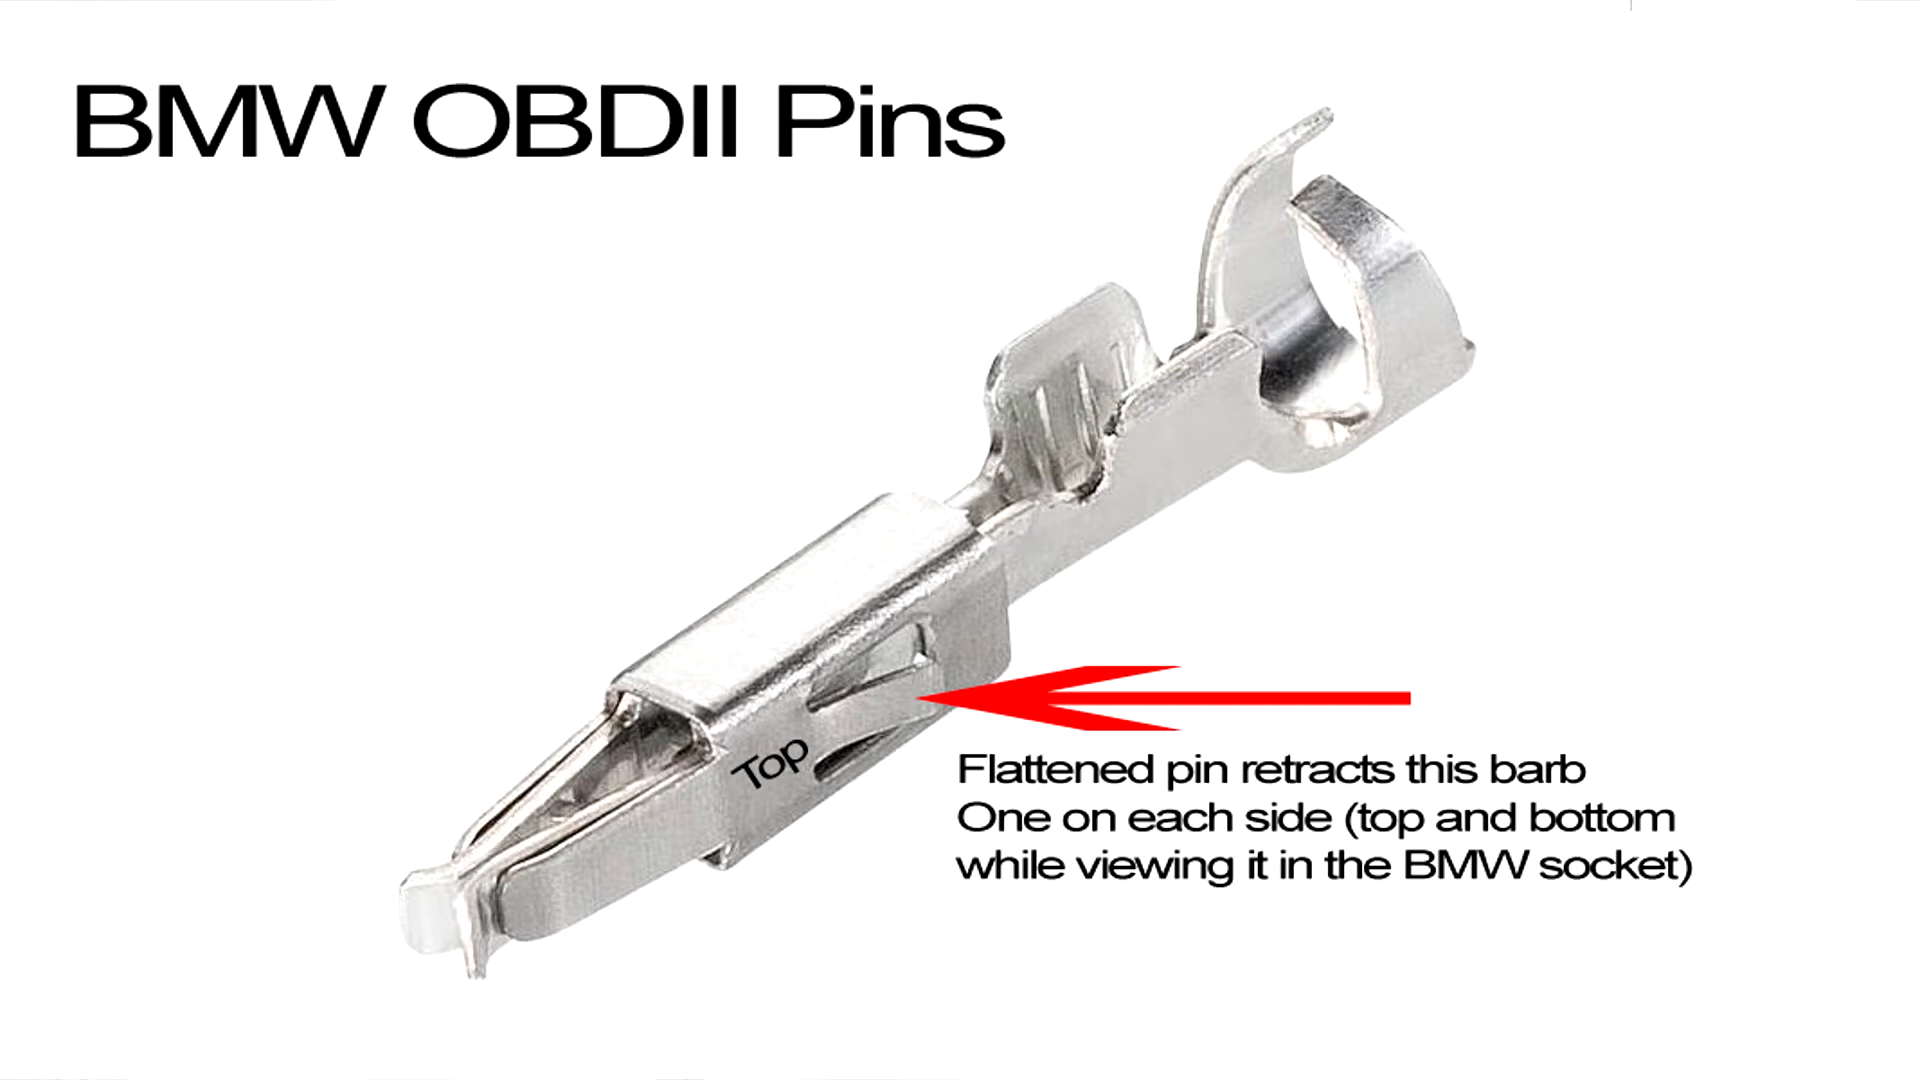 BMW OBDII Pins
Top
Flattened pin retracts this barb
One on each side (top and bottom
while viewing it in the BMW socket)